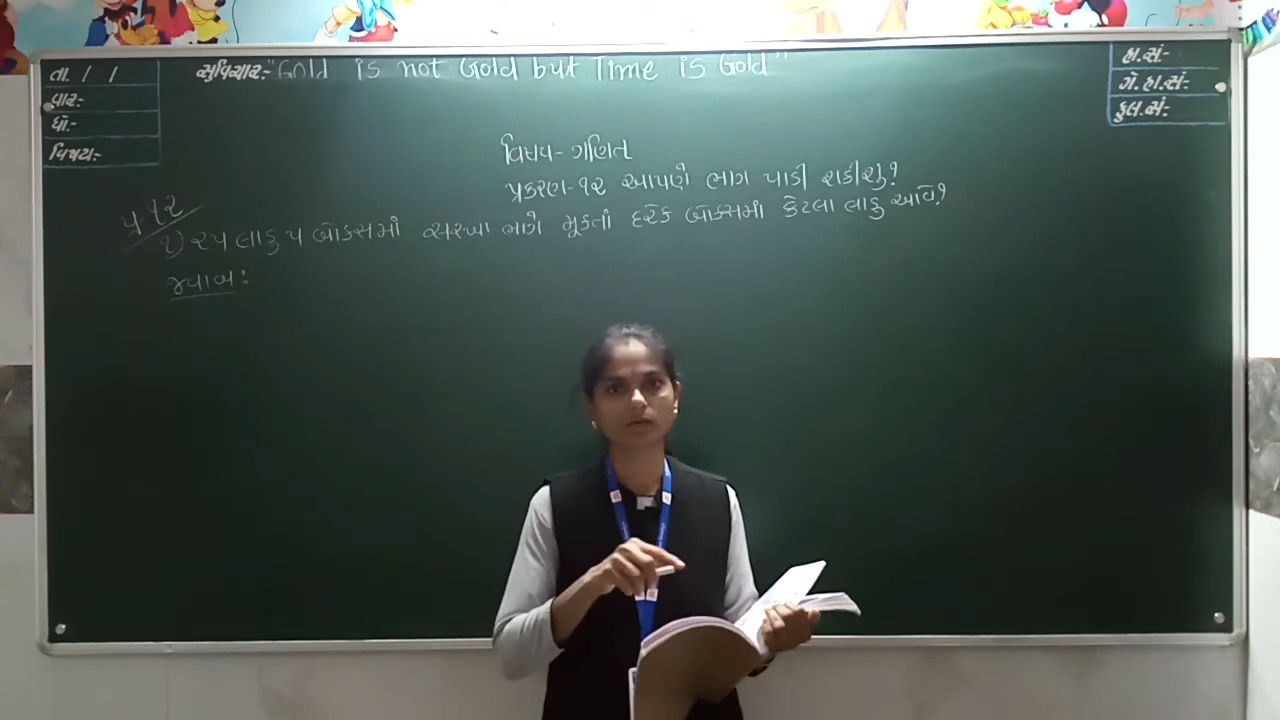 તા. / /
વાર:-
ધો.:-
વિષય:-
સુવિચાર:- "Gold is not Gold but Time is Gold"
હા.સં:-
ગે.હા.સં:-
કુલ.સં:-
વિષય- ગણિત
પ્રકરણ-૧૨ આપણે ભાગ પાડી શકીશું?
પ્ર ૧૨
૧) ૨૫ લાડુ ૫ બોક્સમાં સરખા ભાગે મૂકતાં દરેક બોક્સમાં કેટલા લાડુ આવે?
જવાબ: